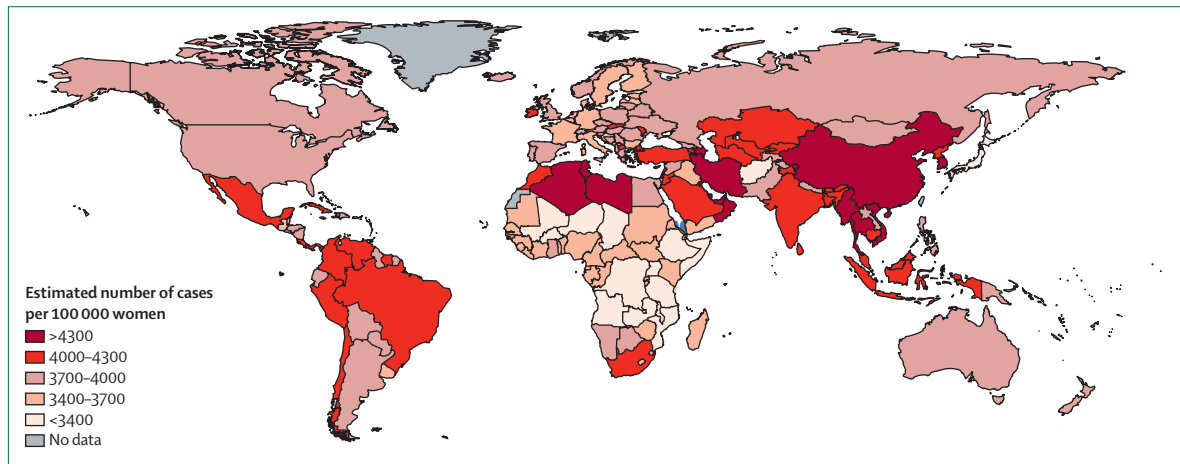 Estimated number of cases
per 100 000 women
>4300
4000–4300
3700–4000
3400–3700
<3400
No data